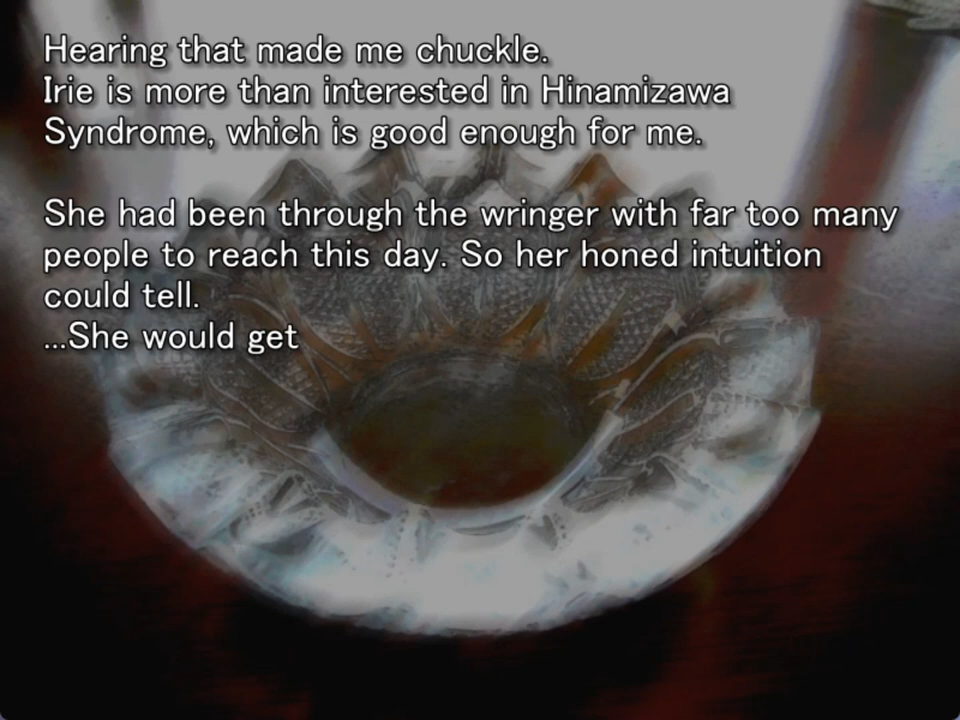 Hearing that made me chuckle.
Irie is more than interested in Hinamizawa
Syndrome, which is good enough for me.
She had been through the wringer with far too many
people to reach this day. So her honed intuition
could tell.
...She would get